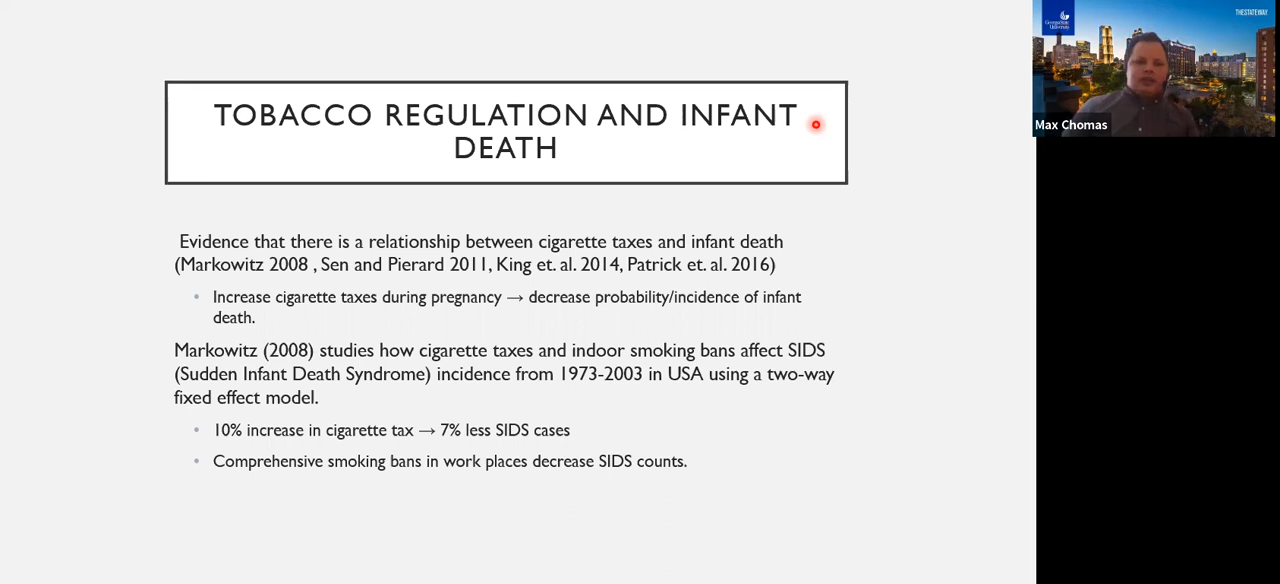 TOBACCO REGULATION AND INFANT
DEATH
Evidence that there is a relationship between cigarette taxes and infant death
(Markowitz 2008 , Sen and Pierard 2011, King et. al. 2014, Patrick et. al. 2016)
• Increase cigarette taxes during pregnancy → decrease probability/incidence of infant
death.
Markowitz (2008) studies how cigarette taxes and indoor smoking bans affect SIDS
(Sudden Infant Death Syndrome) incidence from 1973-2003 in USA using a two-way
fixed effect model.
• 10% increase in cigarette tax → 7% less SIDS cases
• Comprehensive smoking bans in work places decrease SIDS counts.
THESTATEWAY
GeorgiaState
University
Max Chomas